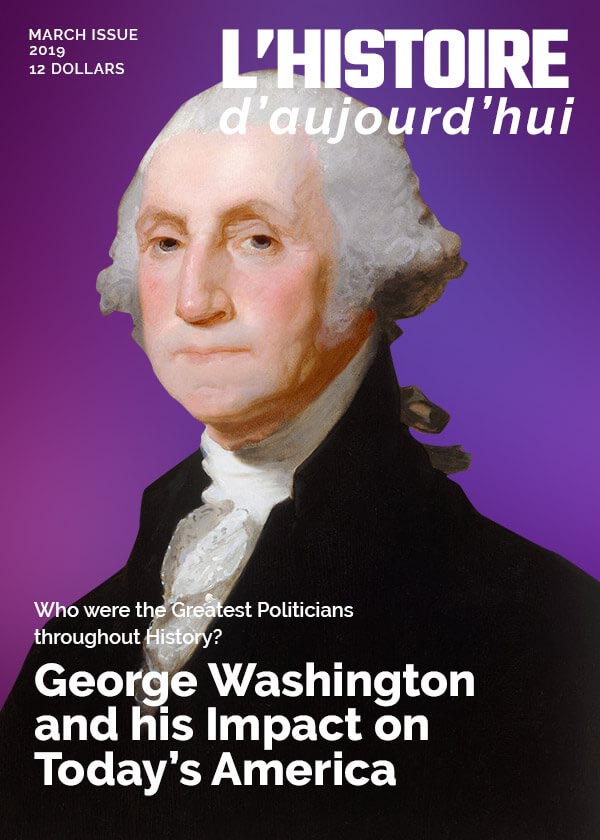 MARCH ISSUE
2019
12 DOLLARS
L'HISTOIRE
d'aujourd'hui
Who were the Greatest Politicians
throughout History?
George Washington
and his Impact on
Today's America